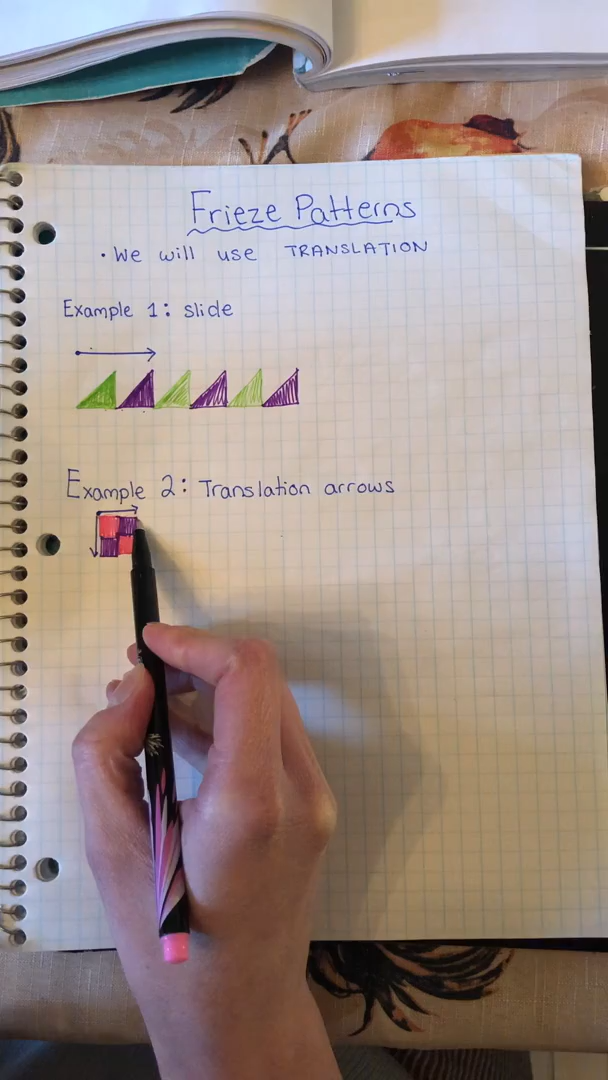 Frieze Patterns
• We will use TRANSLATION
Example 1: slide
Example 2: Translation arrows